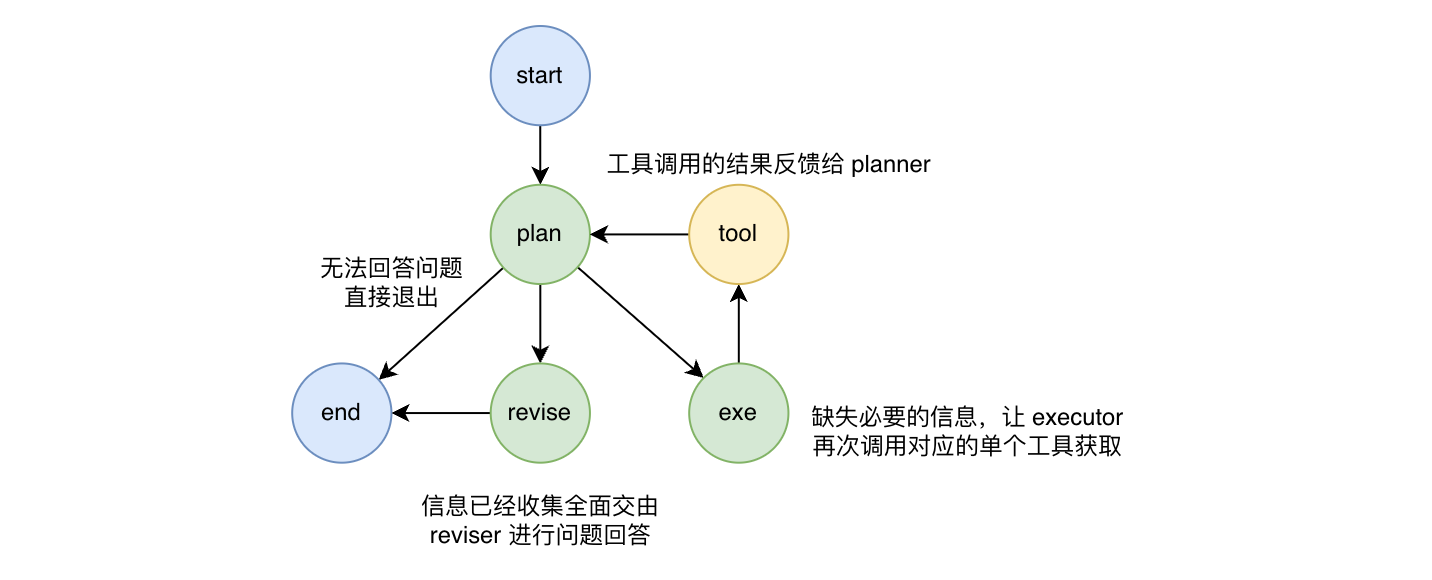 start
工具调用的结果反馈给 planner
plan
tool
无法回答问题
直接退出
end
revise
exe
缺失必要的信息，让 executor
再次调用对应的单个工具获取
信息已经收集全面交由
reviser 进行问题回答